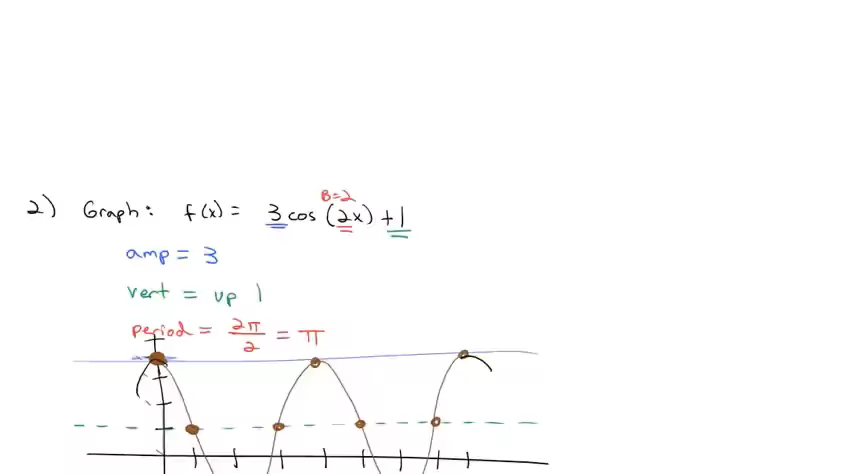 B=2
2) Graph: f(x) = 3 cos (2x) + 1
amp = 3
vert = up 1
period = 2π/2 = π